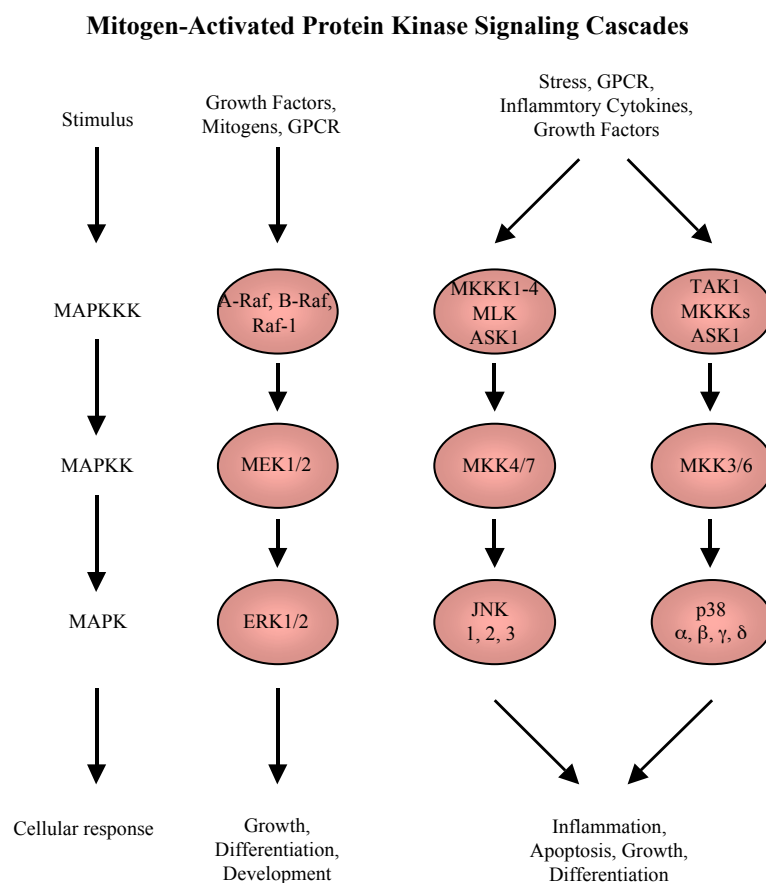 Mitogen-Activated Protein Kinase Signaling Cascades
Stimulus
Growth Factors,
Mitogens, GPCR
Stress, GPCR,
Inflammtory Cytokines,
Growth Factors
MAPKKK
A-Raf, B-Raf,
Raf-1
MKKK1-4
MLK
ASK1
TAK1
MKKKs
ASK1
MAPKK
MEK1/2
MKK4/7
MKK3/6
MAPK
ERK1/2
JNK
1, 2, 3
p38
α, β, γ, δ
Cellular response
Growth,
Differentiation,
Development
Inflammation,
Apoptosis, Growth,
Differentiation